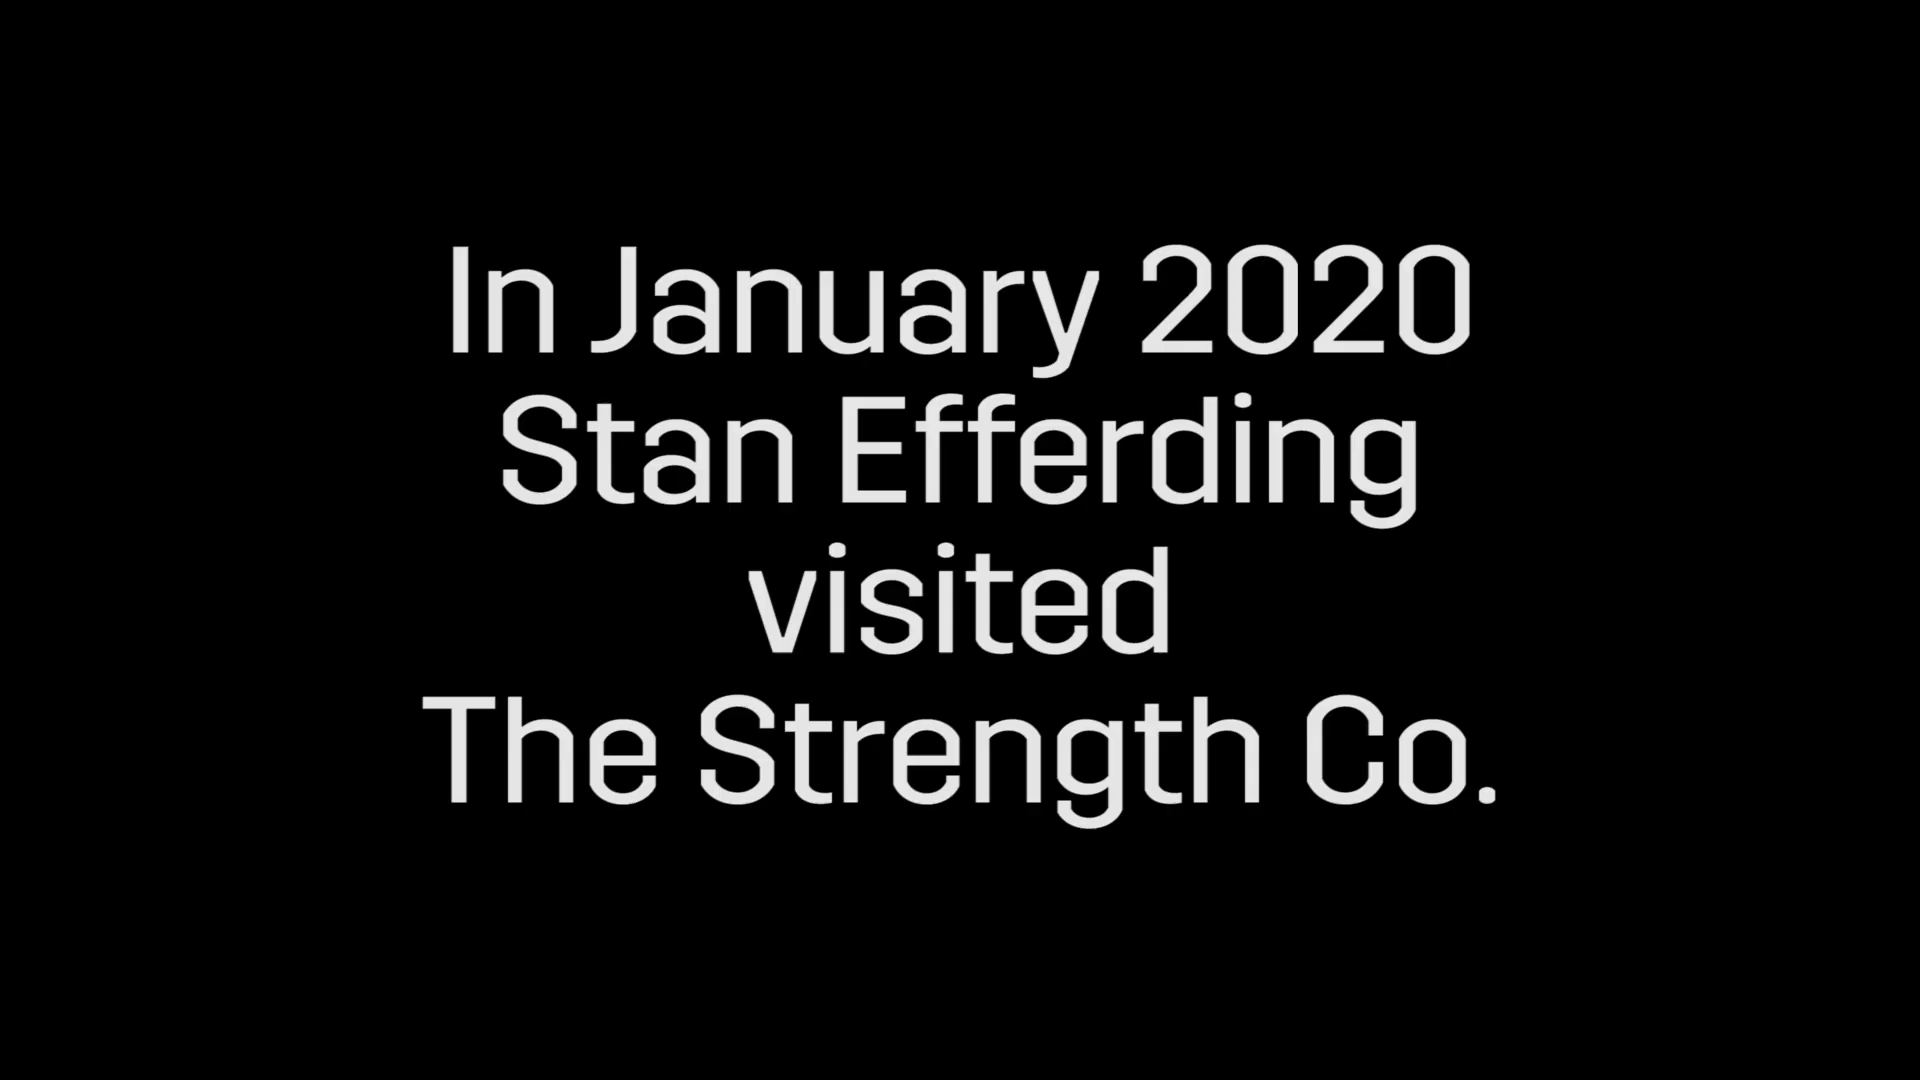 In January 2020
Stan Efferding
visited
The Strength Co.